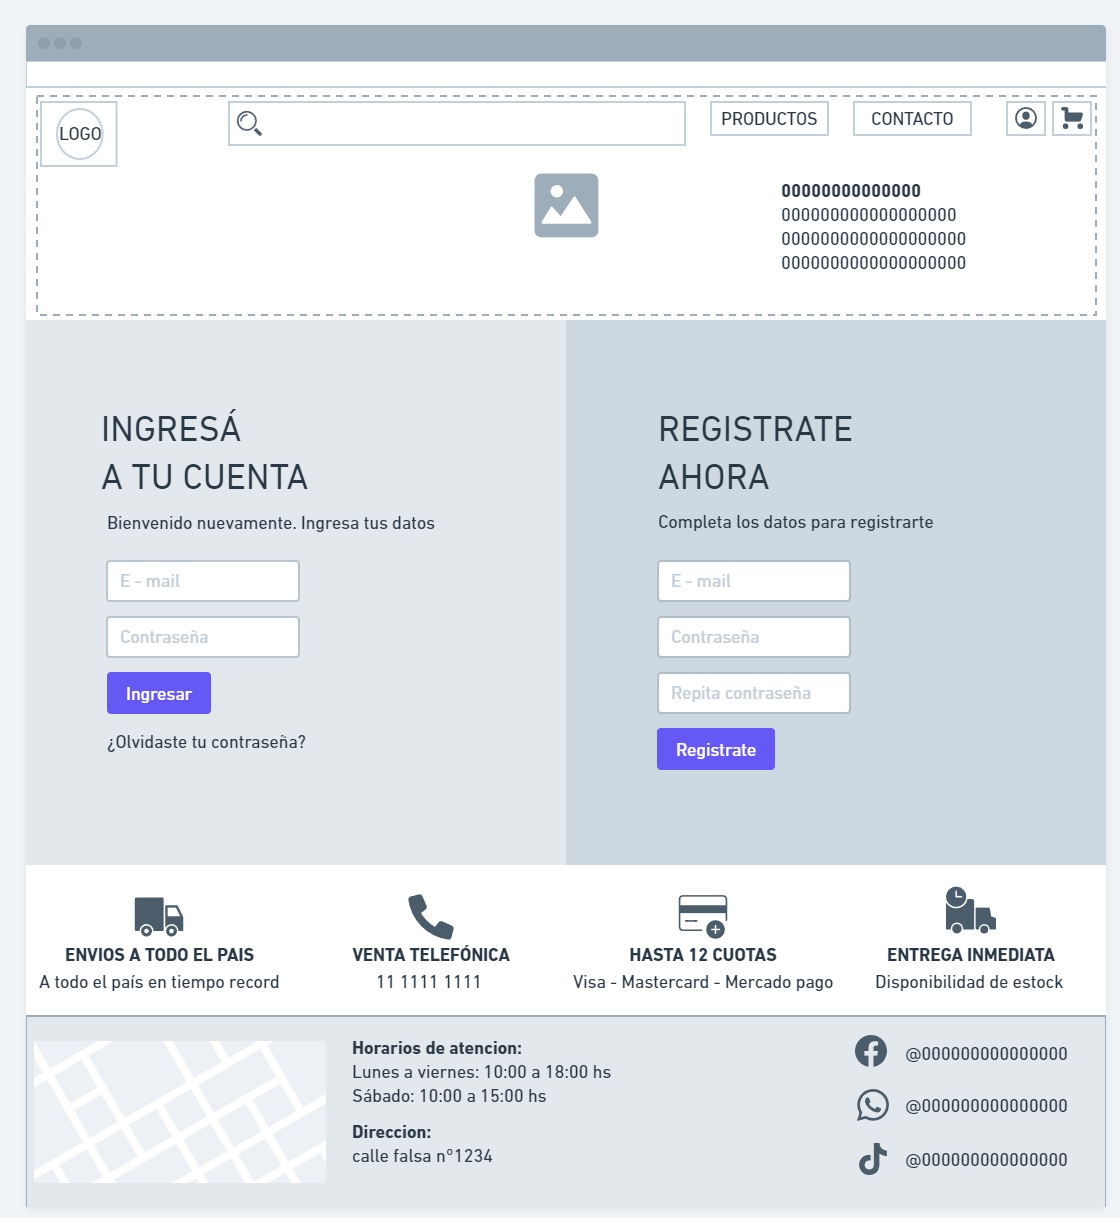 LOGO
PRODUCTOS
CONTACTO
00000000000000
000000000000000000
0000000000000000000
0000000000000000000
INGRESÁ
A TU CUENTA
Bienvenido nuevamente. Ingresa tus datos
E - mail
Contraseña
Ingresar
¿Olvidaste tu contraseña?
REGISTRATE
AHORA
Completa los datos para registrarte
E - mail
Contraseña
Repita contraseña
Registrate
ENVIOS A TODO EL PAIS
A todo el país en tiempo record
VENTA TELEFÓNICA
11 1111 1111
HASTA 12 CUOTAS
Visa - Mastercard - Mercado pago
ENTREGA INMEDIATA
Disponibilidad de estock
Horarios de atencion:
Lunes a viernes: 10:00 a 18:00 hs
Sábado: 10:00 a 15:00 hs
Direccion:
calle falsa n°1234
@000000000000000
@000000000000000
@000000000000000